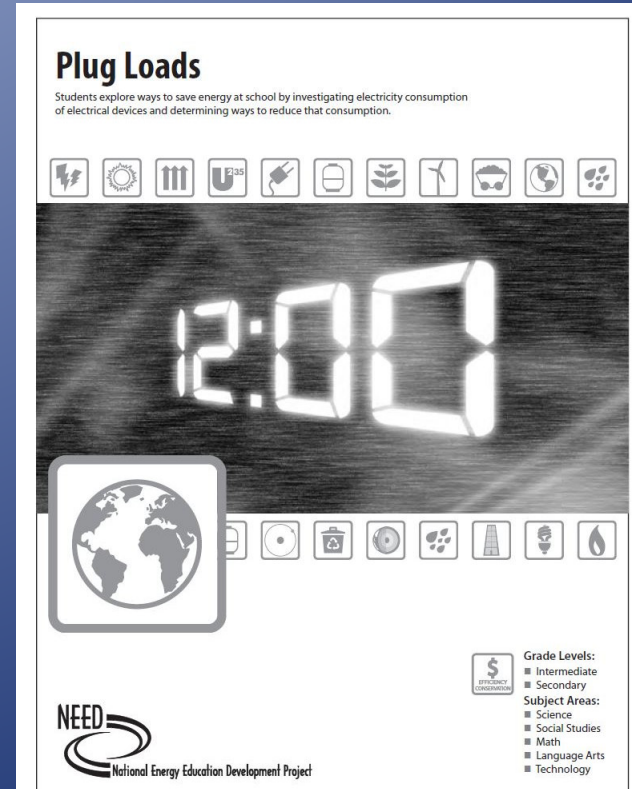 Plug Loads
Students explore ways to save energy at school by investigating electricity consumption
of electrical devices and determining ways to reduce that consumption.
U235
12:00
$
EFFICIENCY
CONSERVATION
Grade Levels:
Intermediate
Secondary
Subject Areas:
Science
Social Studies
Math
Language Arts
Technology
NEED
National Energy Education Development Project